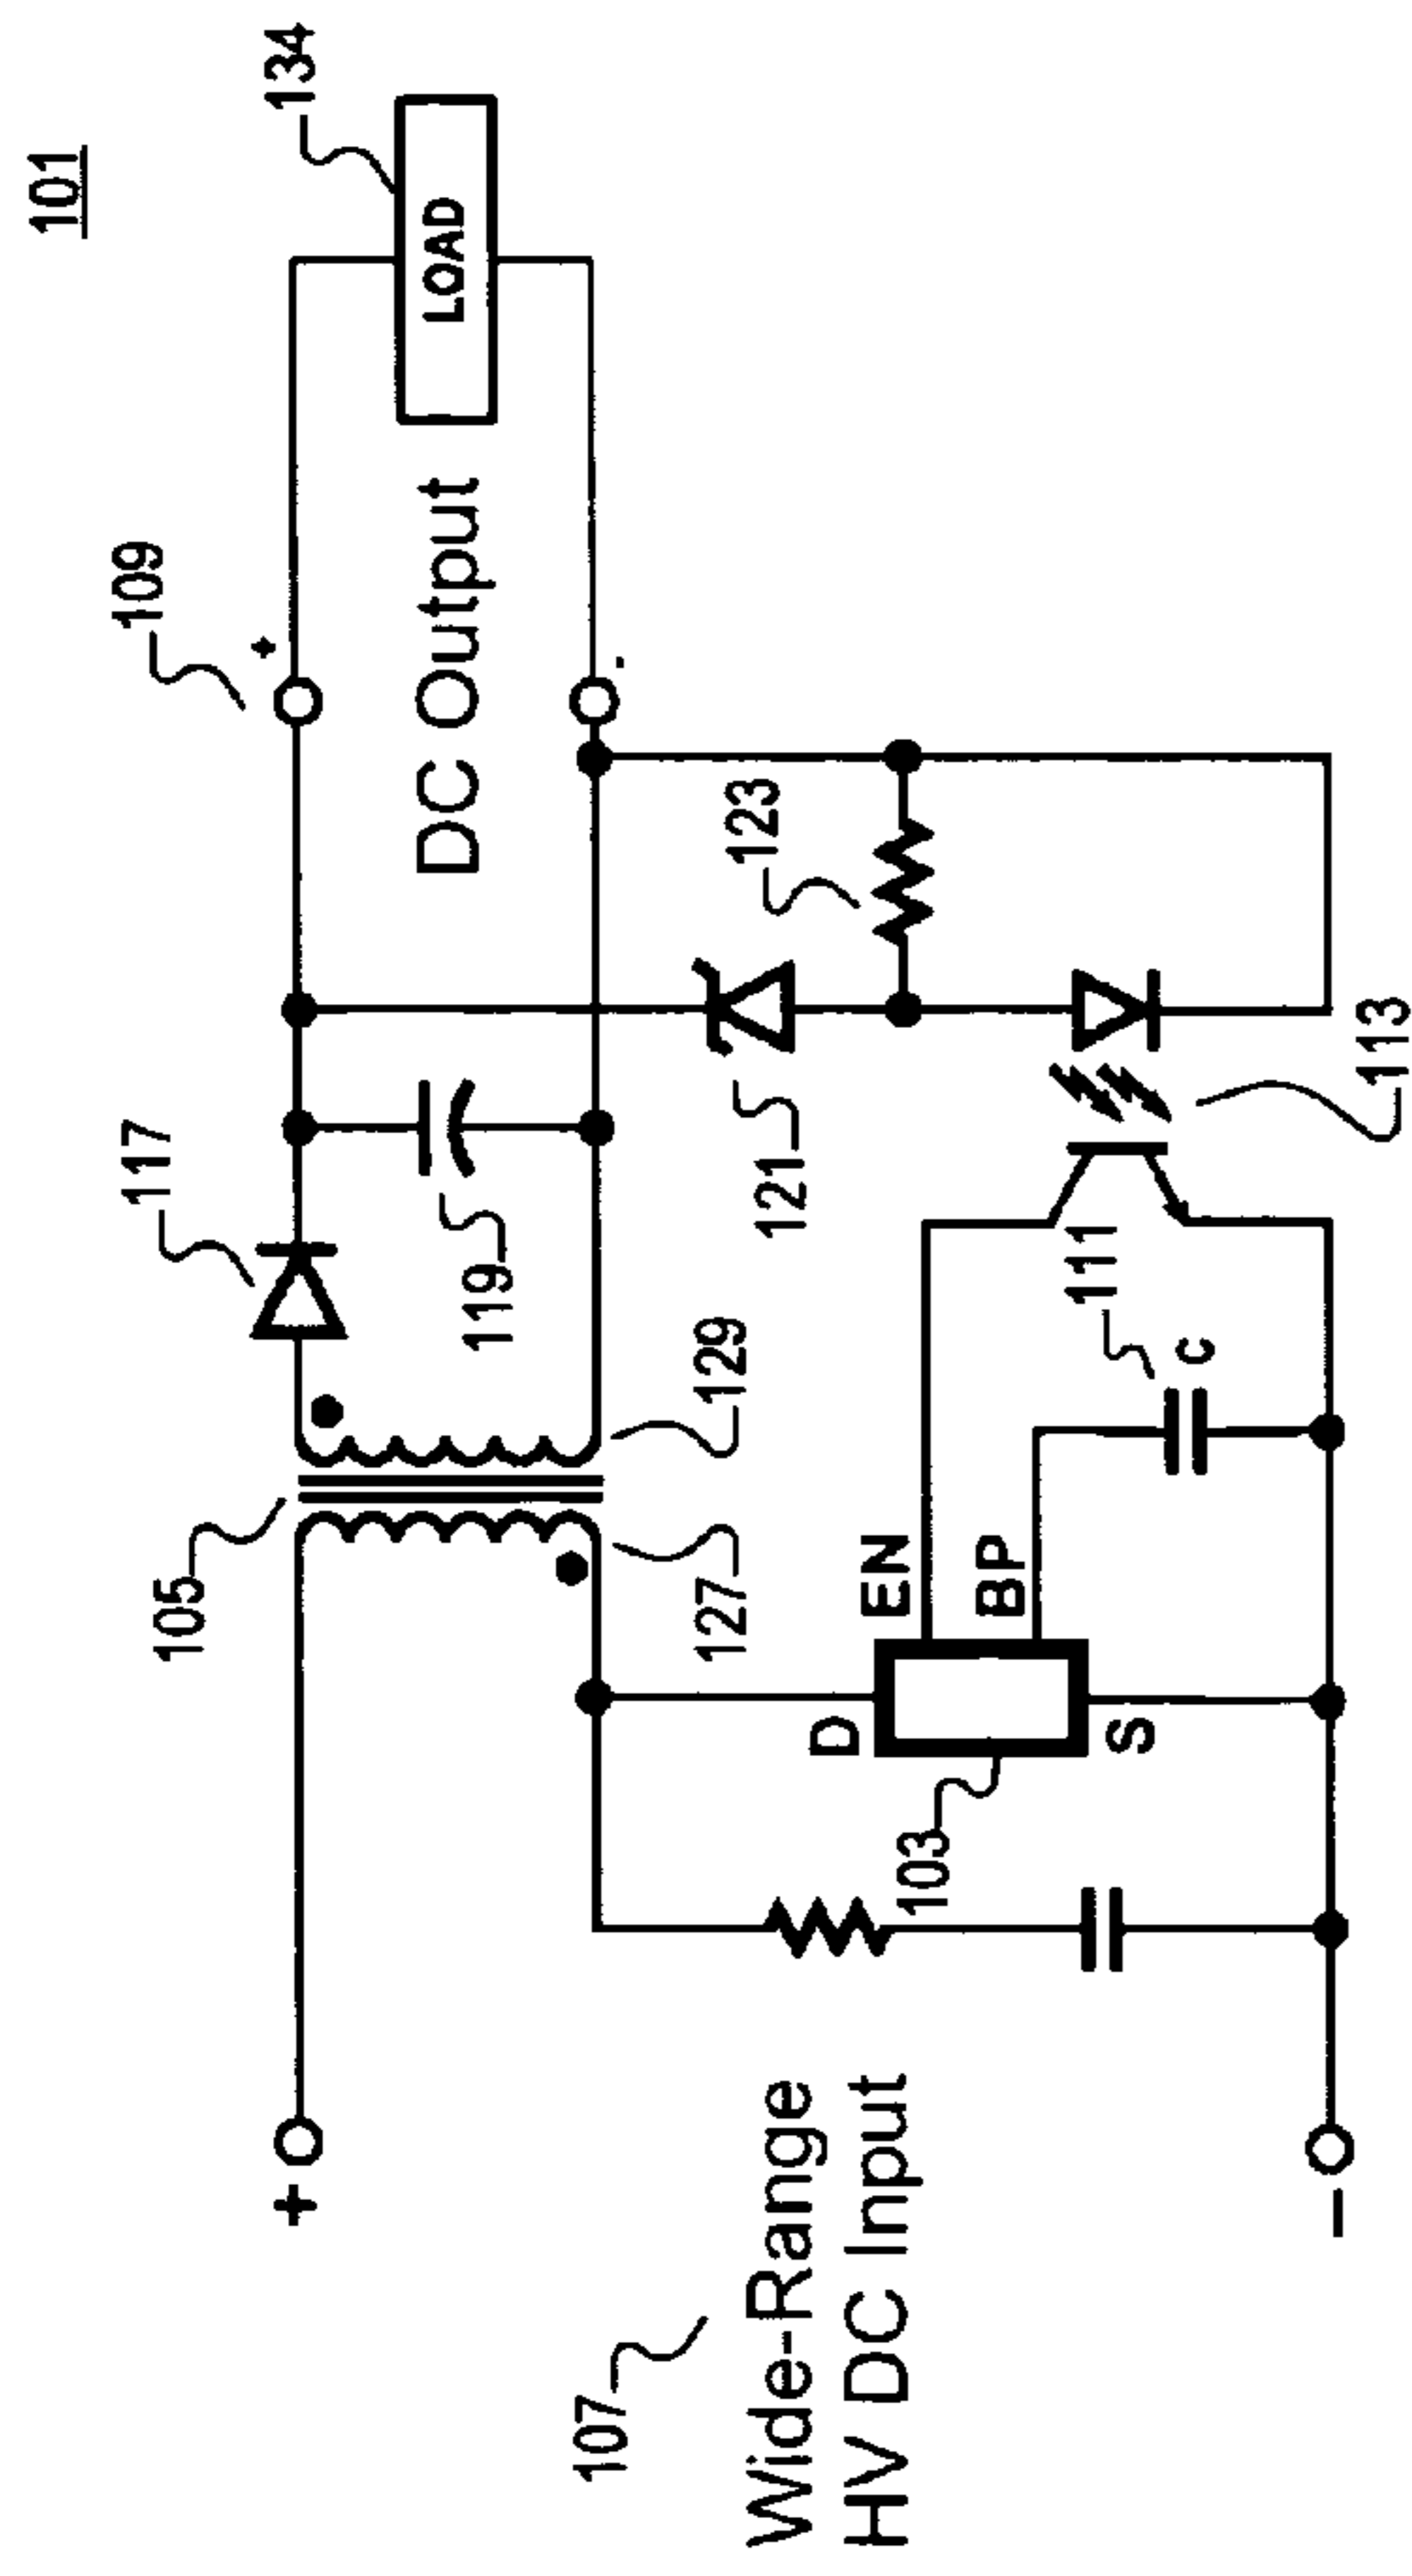 101
134
LOAD
109
+
DC Output
-
117
119
123
121
113
105
129
127
111
C
EN
BP
D
S
103
+
107
Wide-Range
HV DC Input
−